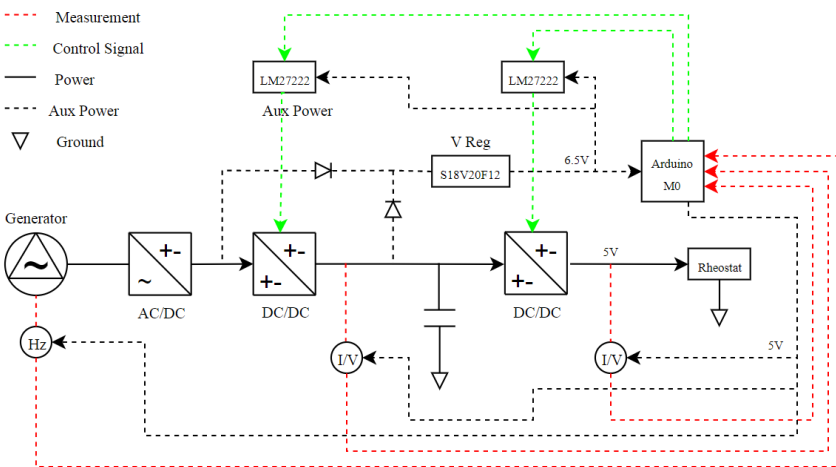 Measurement
Control Signal
Power
Aux Power
Ground
LM27222
Aux Power
LM27222
V Reg
S18V20F12
6.5V
Arduino
M0
Generator
~
+-
~
AC/DC
+-
+-
DC/DC
+-
+-
DC/DC
5V
Rheostat
Hz
I/V
I/V
5V